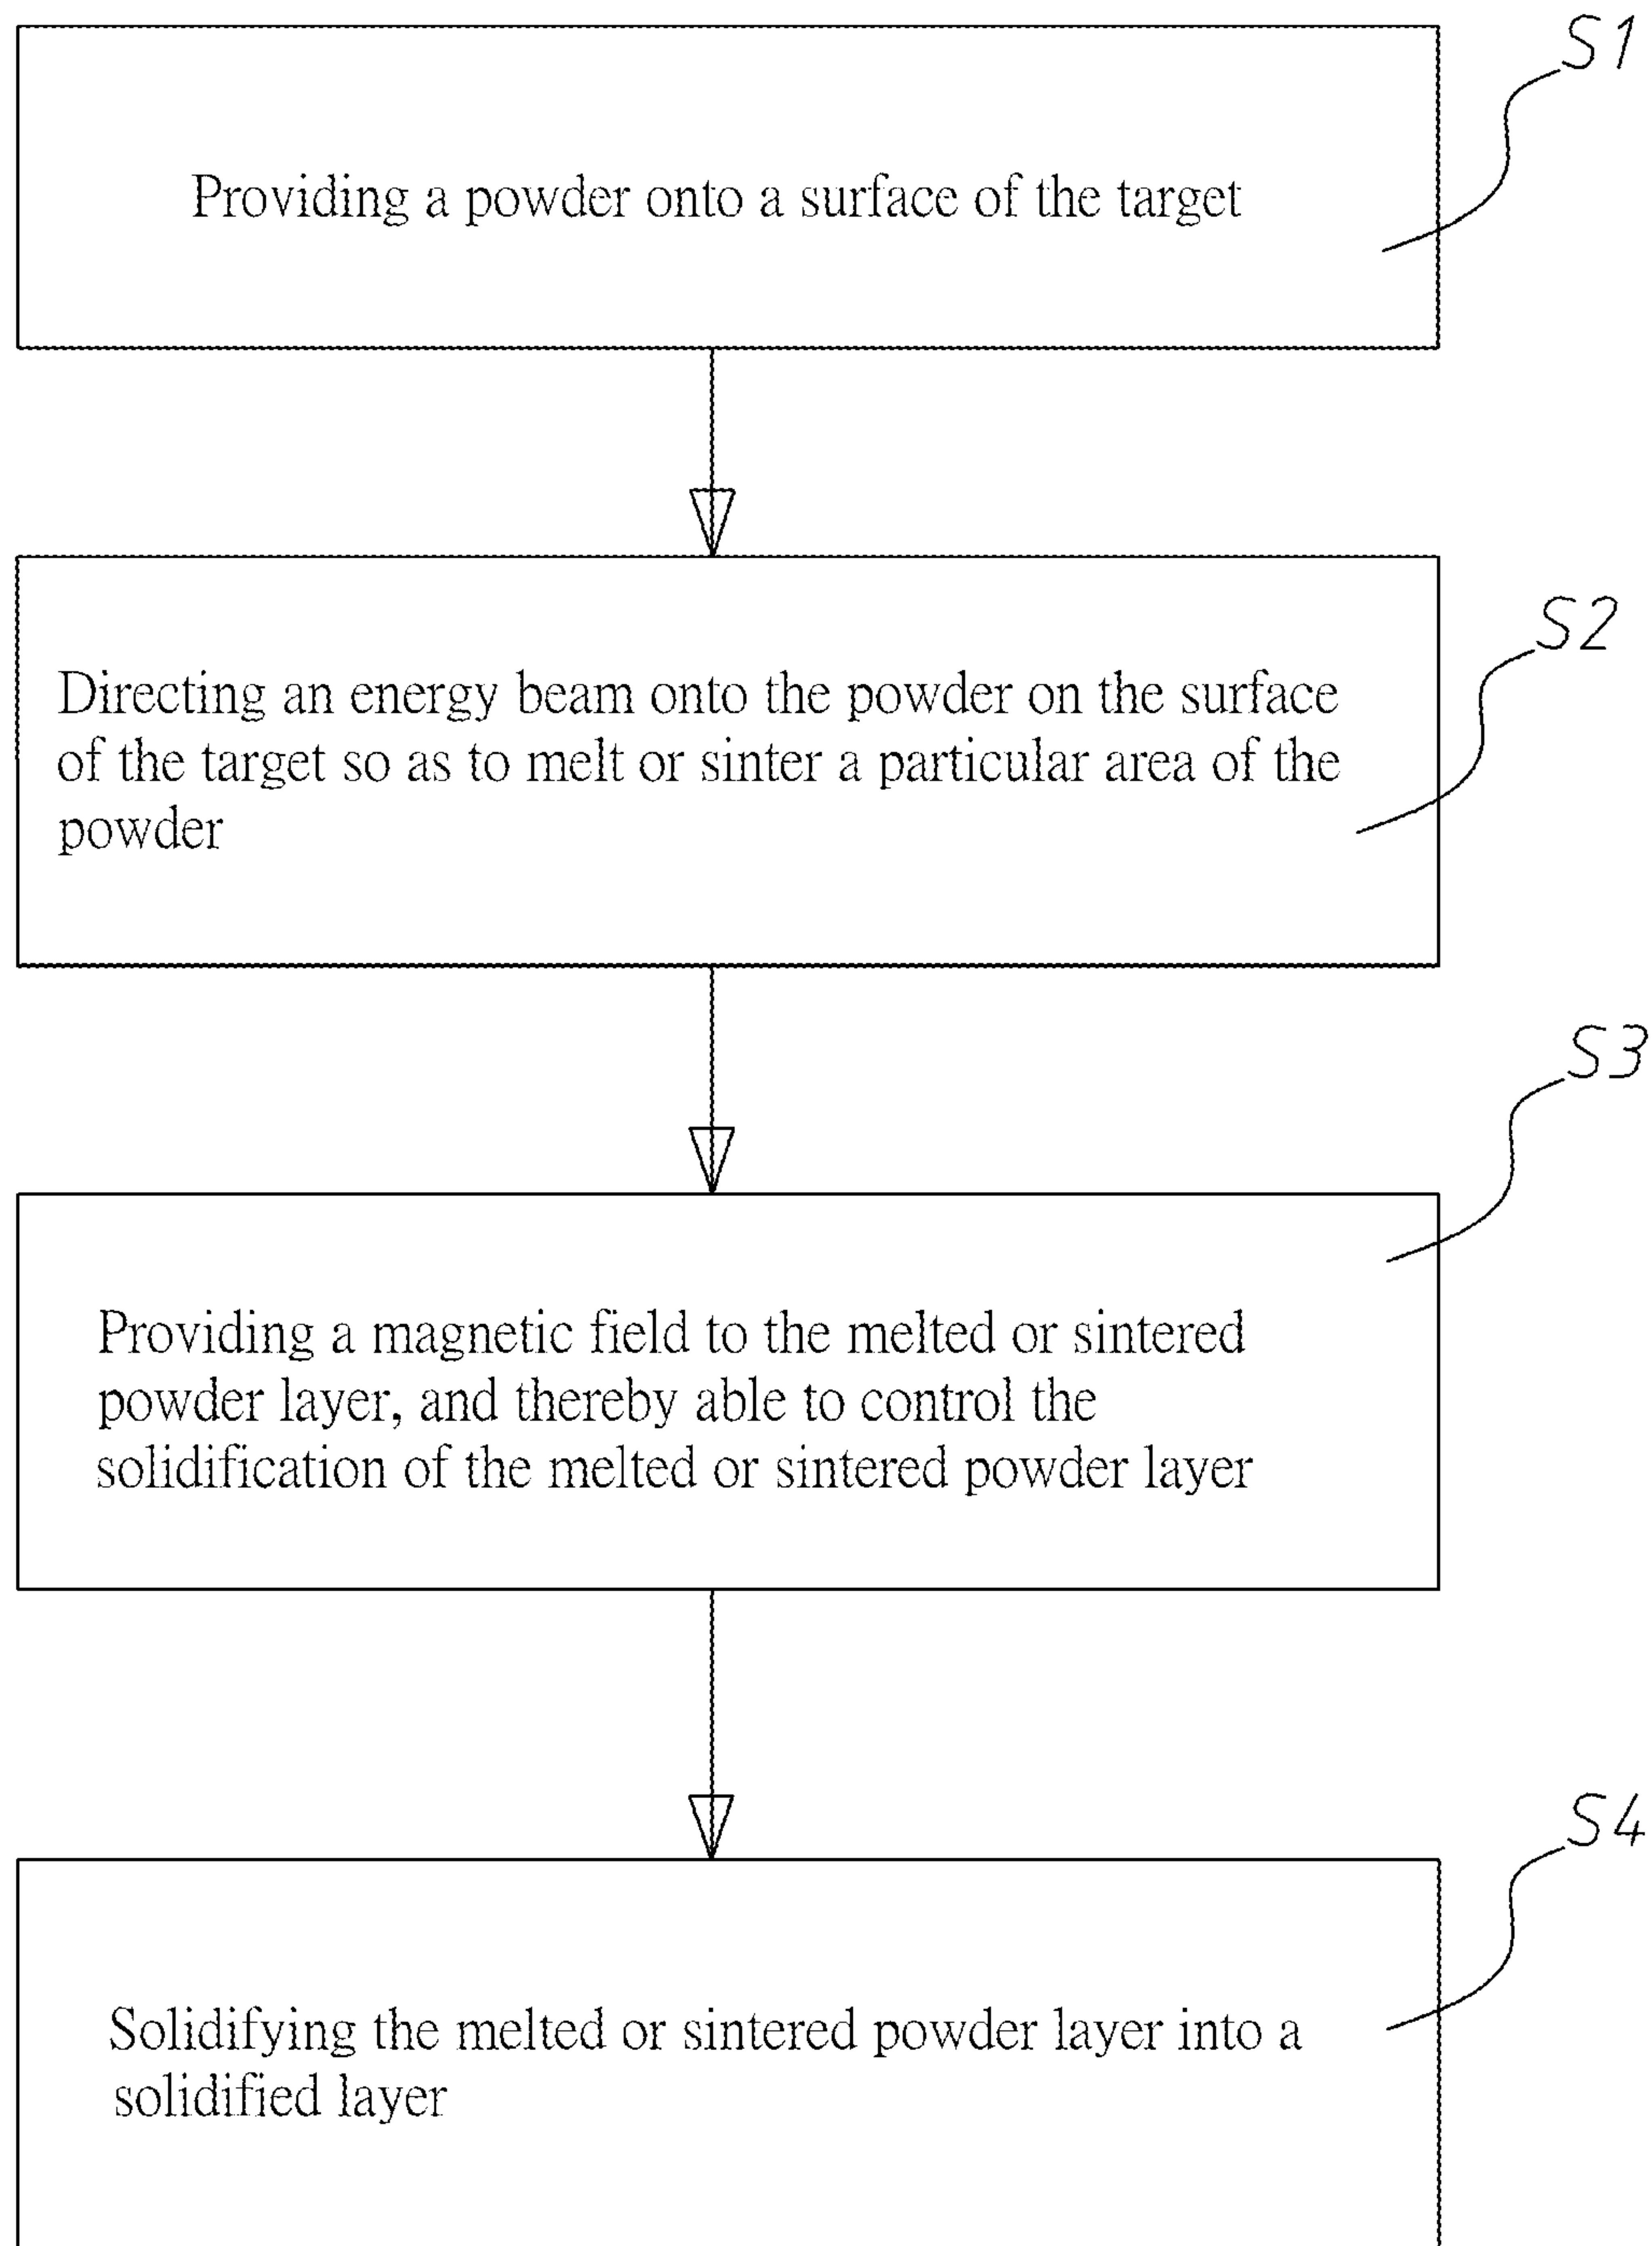 S1
Providing a powder onto a surface of the target
S2
Directing an energy beam onto the powder on the surface
of the target so as to melt or sinter a particular area of the
powder
S3
Providing a magnetic field to the melted or sintered
powder layer, and thereby able to control the
solidification of the melted or sintered powder layer
S4
Solidifying the melted or sintered powder layer into a
solidified layer